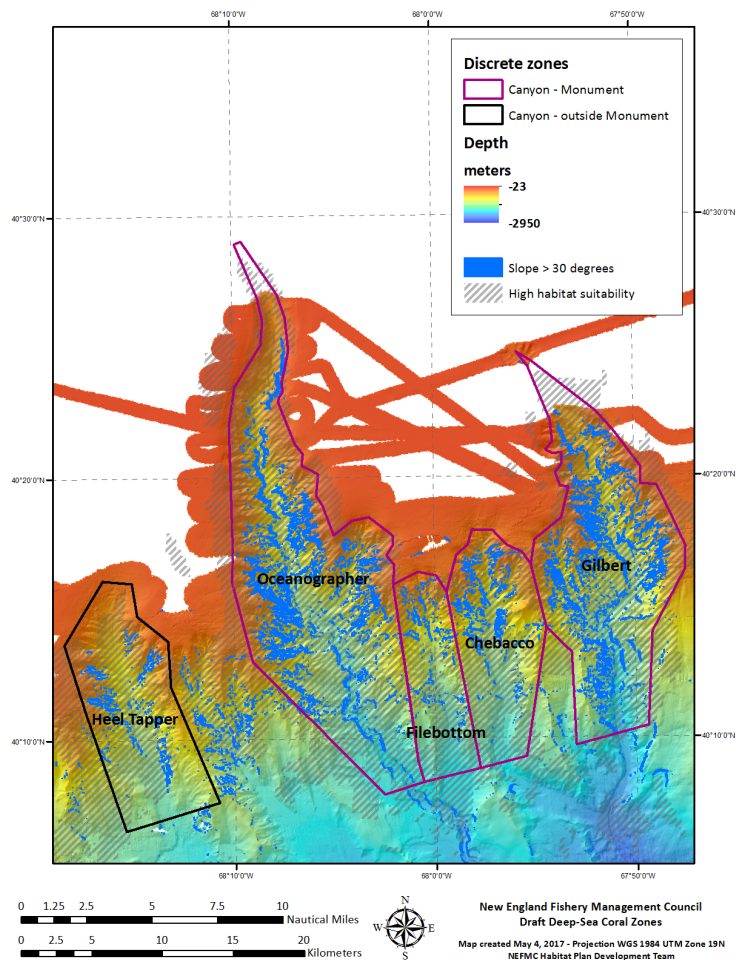 68°10'0"W 68°0'0"W 67°50'0"W
Discrete zones
Canyon - Monument
Canyon - outside Monument
Depth
meters
-23
-2950
Slope > 30 degrees
High habitat suitability
40°30'0"N 40°30'0"N
40°20'0"N 40°20'0"N
Oceanographer
Gilbert
Chebacco
Heel Tapper
Filebottom
40°10'0"N 40°10'0"N
68°10'0"W 68°0'0"W 67°50'0"W
0 1.25 2.5 5 7.5 10
Nautical Miles
0 2.5 5 10 15 20
Kilometers
N
W E
S
New England Fishery Management Council
Draft Deep-Sea Coral Zones
Map created May 4, 2017 - Projection WGS 1984 UTM Zone 19N
NEFMC Habitat Plan Development Team